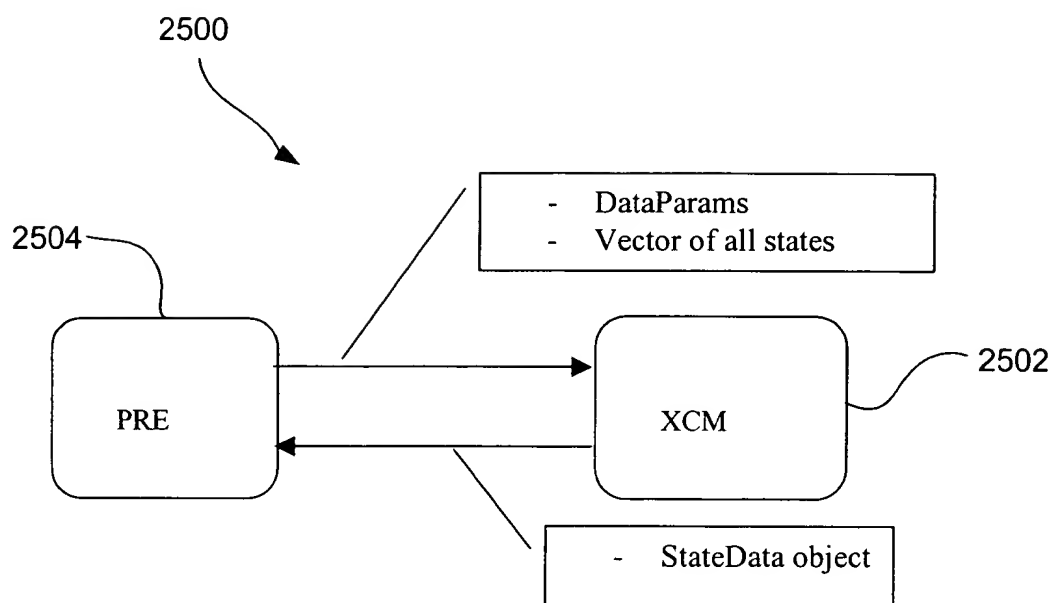 2500
- DataParams
- Vector of all states
2504
2502
PRE
XCM
- StateData object